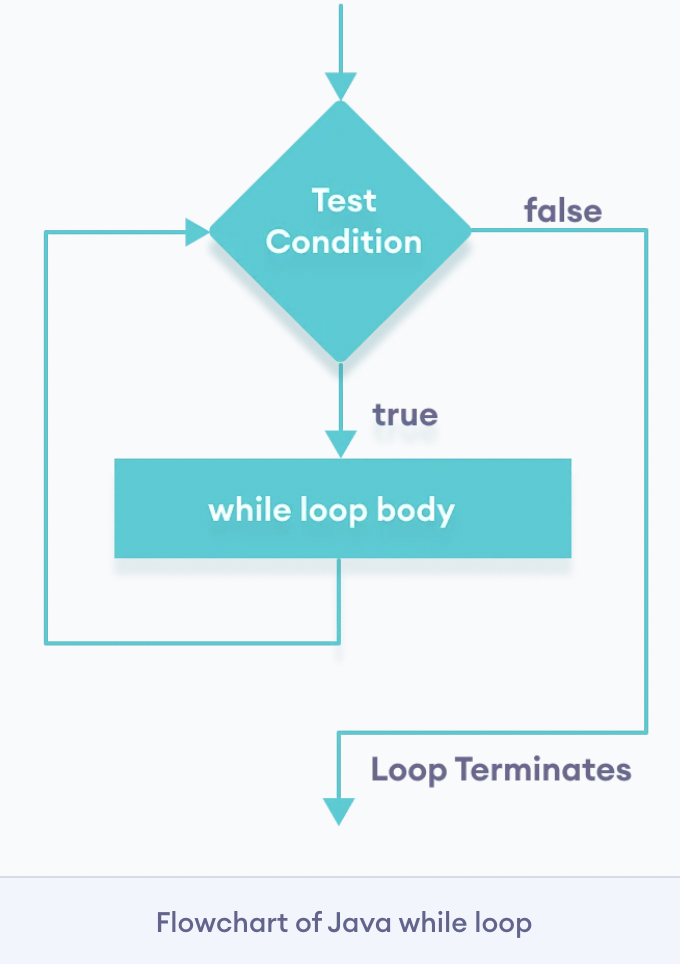 Test
Condition
false
true
while loop body
Loop Terminates
Flowchart of Java while loop